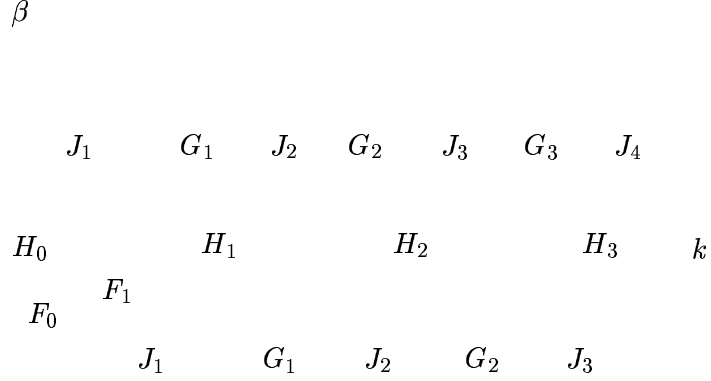 β
J₁ G₁ J₂ G₂ J₃ G₃ J₄
H₀ H₁ H₂ H₃ k
F₁
F₀
J₁ G₁ J₂ G₂ J₃